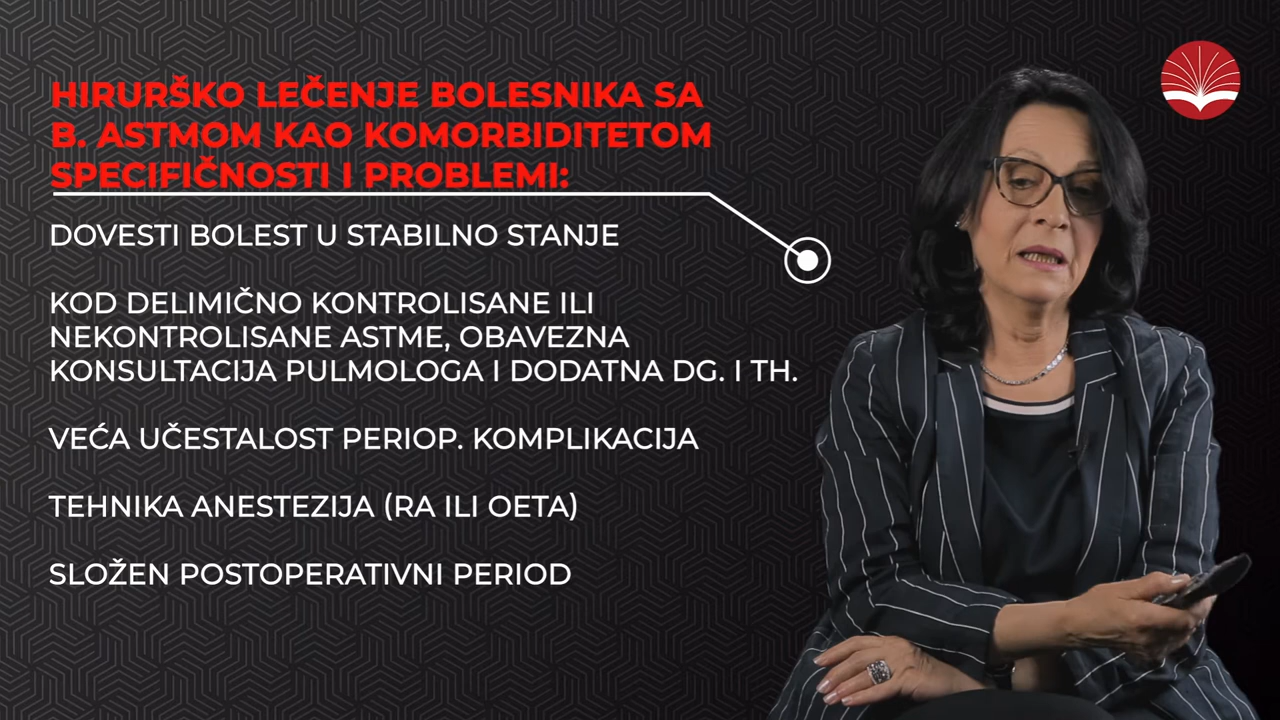 HIRURŠKO LEČENJE BOLESNIKA SA
B. ASTMOM KAO KOMORBIDITETOM
SPECIFIČNOSTI I PROBLEMI:
DOVESTI BOLEST U STABILNO STANJE
KOD DELIMIČNO KONTROLISANE ILI
NEKONTROLISANE ASTME, OBAVEZNA
KONSULTACIJA PULMOLOGA I DODATNA DG. I TH.
VEĆA UČESTALOST PERIOP. KOMPLIKACIJA
TEHNIKA ANESTEZIJA (RA ILI OETA)
SLOŽEN POSTOPERATIVNI PERIOD